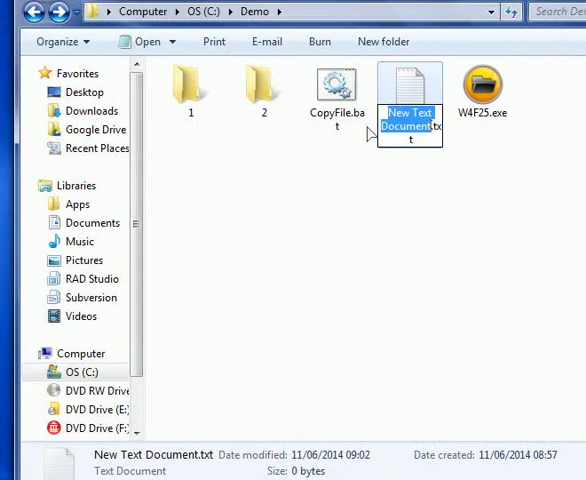 Computer ▸ OS (C:) ▸ Demo ▸
Search Demo
Organize Open Print E-mail Burn New folder
Favorites
Desktop
Downloads
Google Drive
Recent Places
Libraries
Apps
Documents
Music
Pictures
RAD Studio
Subversion
Videos
Computer
OS (C:)
DVD RW Drive
DVD Drive (E:)
DVD Drive (F:)
1
2
CopyFile.ba
t
New Text
Document.tx
t
W4F25.exe
New Text Document.txt Date modified: 11/06/2014 09:02 Date created: 11/06/2014 08:57
Text Document Size: 0 bytes